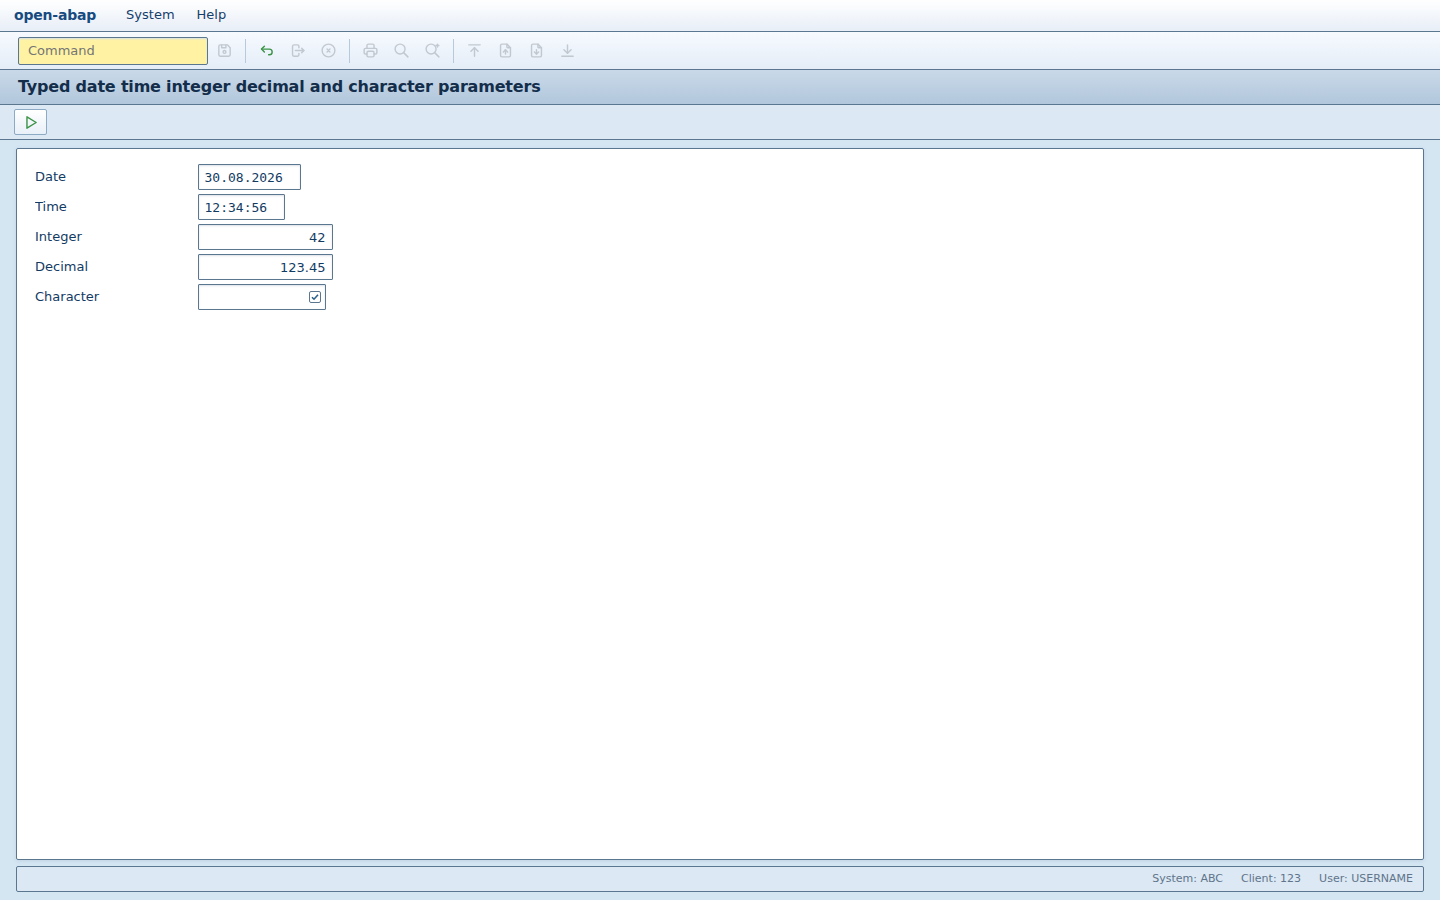 open-abap System Help
Command
Typed date time integer decimal and character parameters
Date 30.08.2026
Time 12:34:56
Integer 42
Decimal 123.45
Character
System: ABC Client: 123 User: USERNAME